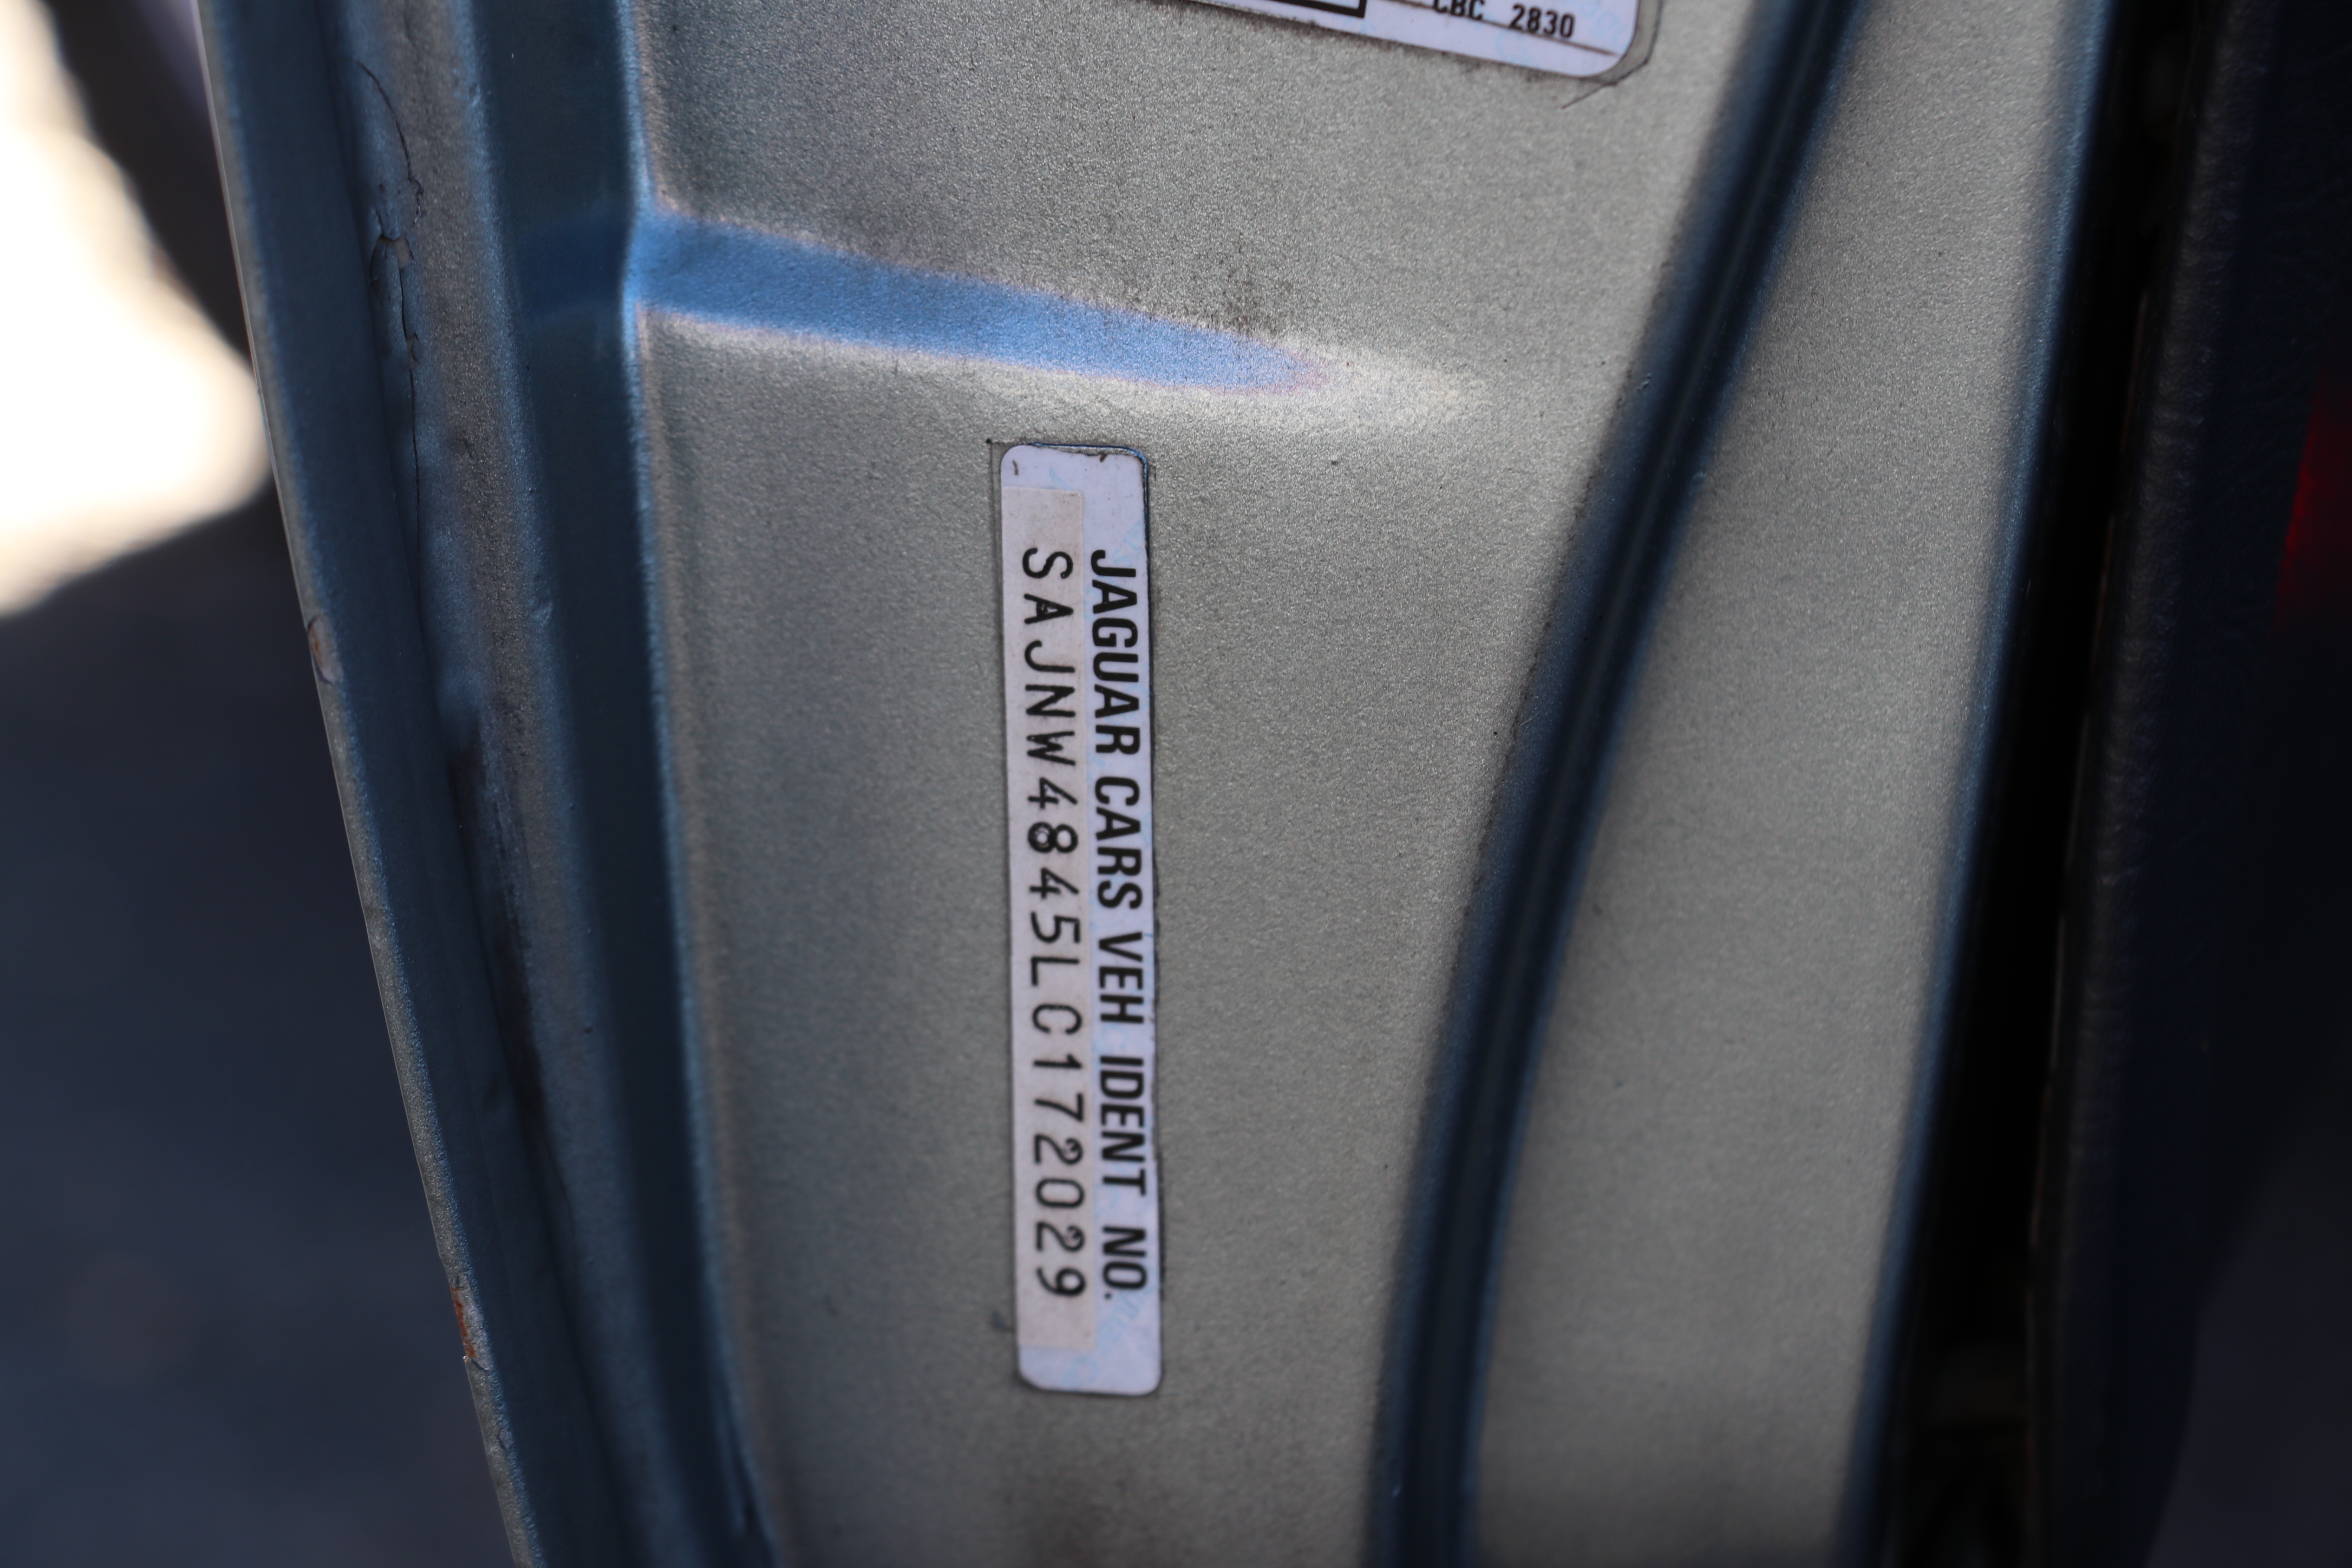 CBC 2830
JAGUAR CARS VEH IDENT NO.
SAJNW4845LC172029